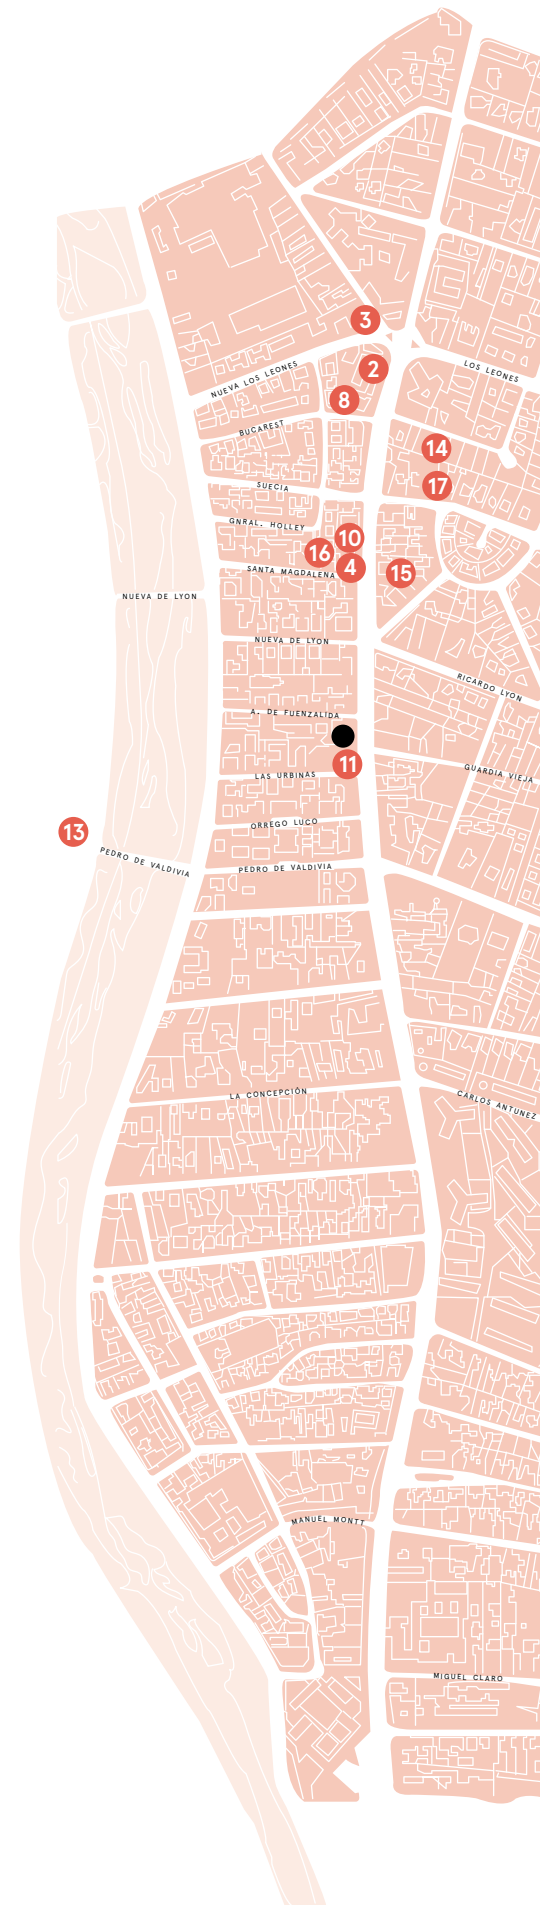 3
2
LOS LEONES
NUEVA LOS LEONES
8
BUCAREST
14
SUECIA
17
GNRAL. HOLLEY
10
16
SANTA MAGDALENA
4
15
NUEVA DE LYON
NUEVA DE LYON
RICARDO LYON
A. DE FUENZALIDA
11
LAS URBINAS
GUARDIA VIEJA
ORREGO LUCO
13
PEDRO DE VALDIVIA
PEDRO DE VALDIVIA
LA CONCEPCIÓN
CARLOS ANTUNEZ
MANUEL MONTT
MIGUEL CLARO